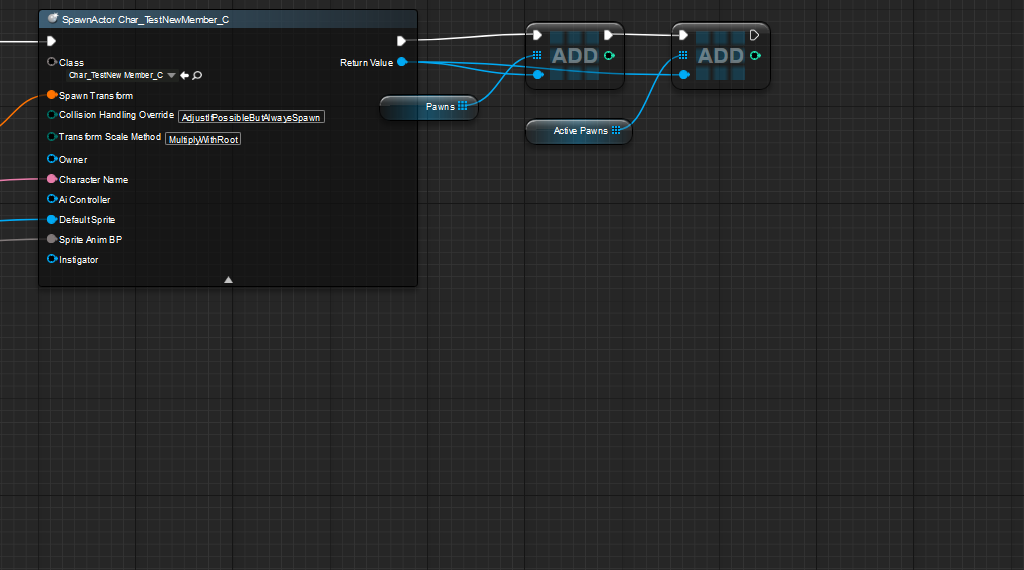 SpawnActor Char_TestNewMember_C
Class
Char_TestNew Member_C
Return Value
Spawn Transform
Collision Handling Override AdjustIfPossibleButAlwaysSpawn
Transform Scale Method MultiplyWithRoot
Owner
Character Name
Ai Controller
Default Sprite
Sprite Anim BP
Instigator
Pawns
ADD
Active Pawns
ADD